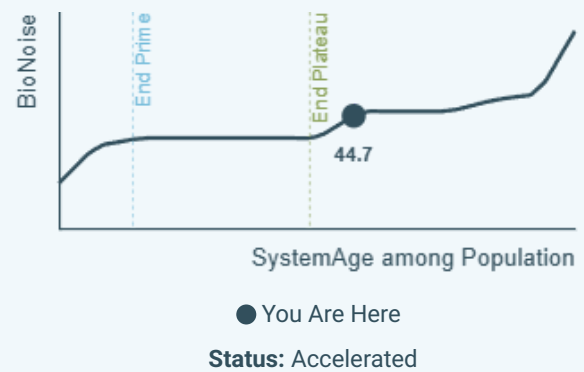 BioNoise
End Prime
End Plateau
44.7
SystemAge among Population
You Are Here
Status: Accelerated